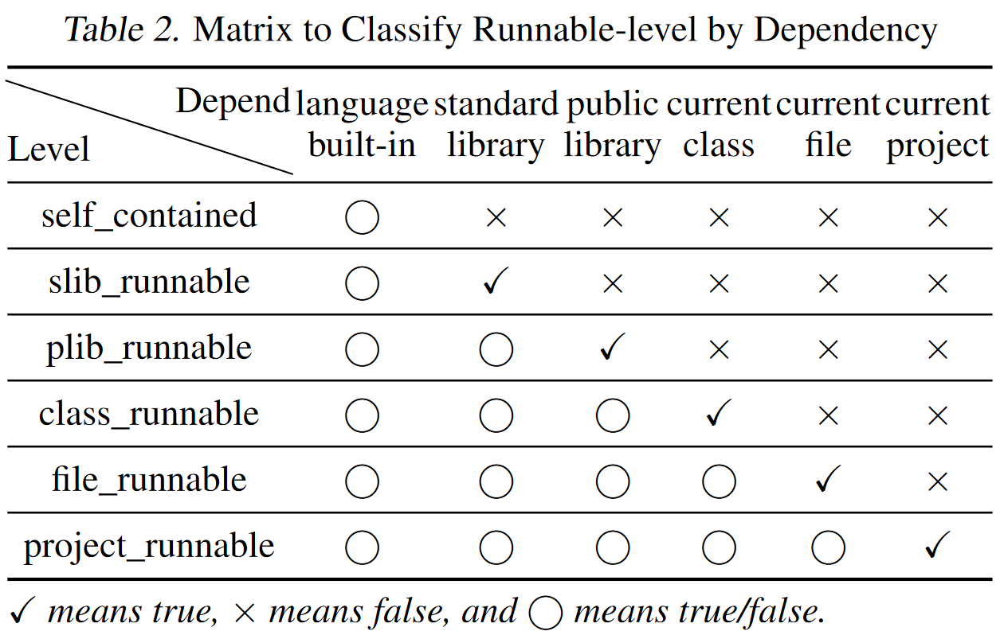 Table 2. Matrix to Classify Runnable-level by Dependency
Depend language standard public current current current
Level built-in library library class file project
self_contained ◯ × × × × ×
slib_runnable ◯ ✓ × × × ×
plib_runnable ◯ ◯ ✓ × × ×
class_runnable ◯ ◯ ◯ ✓ × ×
file_runnable ◯ ◯ ◯ ◯ ✓ ×
project_runnable ◯ ◯ ◯ ◯ ◯ ✓
✓ means true, × means false, and ◯ means true/false.